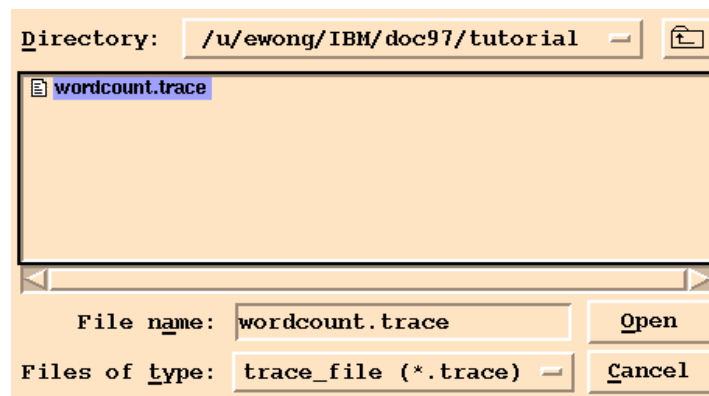 Directory: /u/ewong/IBM/doc97/tutorial
wordcount.trace
File name: wordcount.trace Open
Files of type: trace_file (*.trace) Cancel